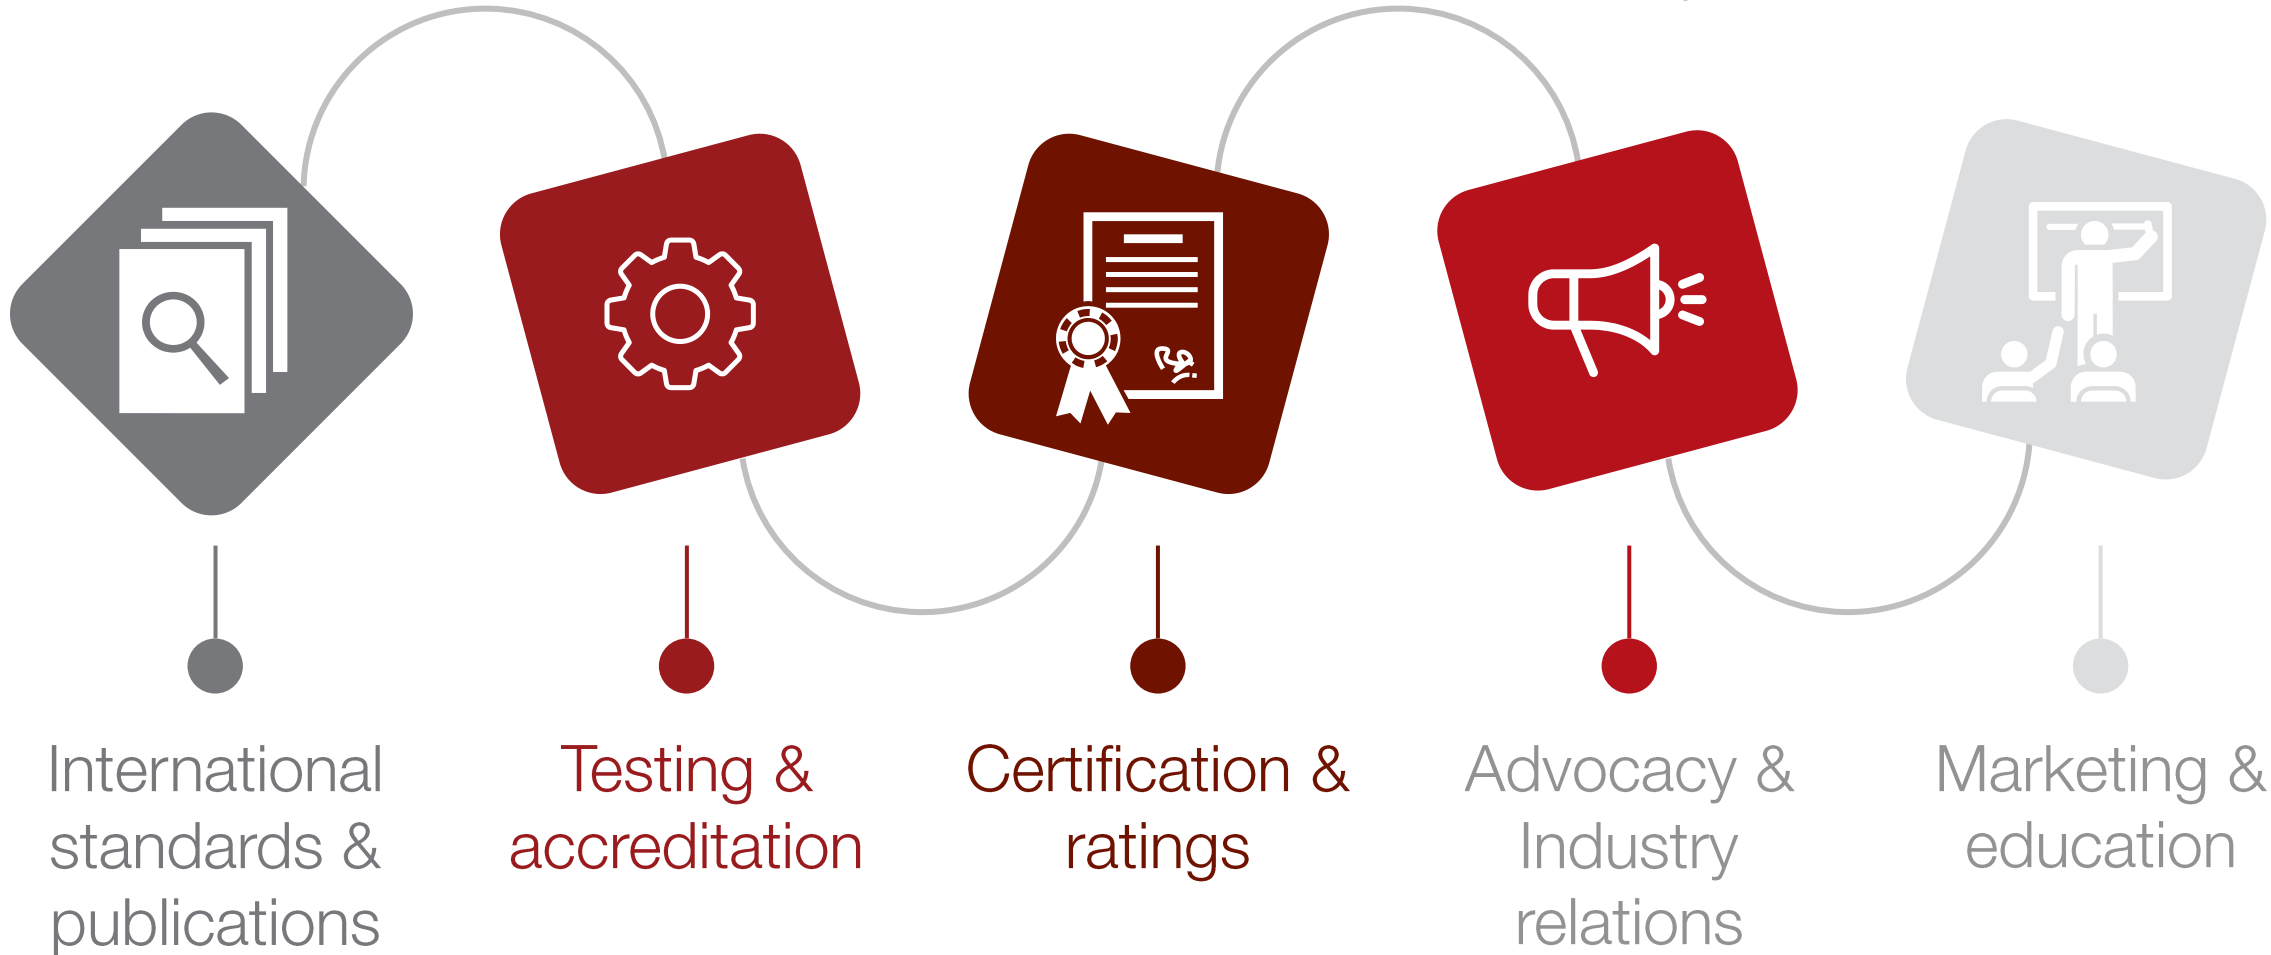 International
standards &
publications
Testing &
accreditation
Certification &
ratings
Advocacy &
Industry
relations
Marketing &
education